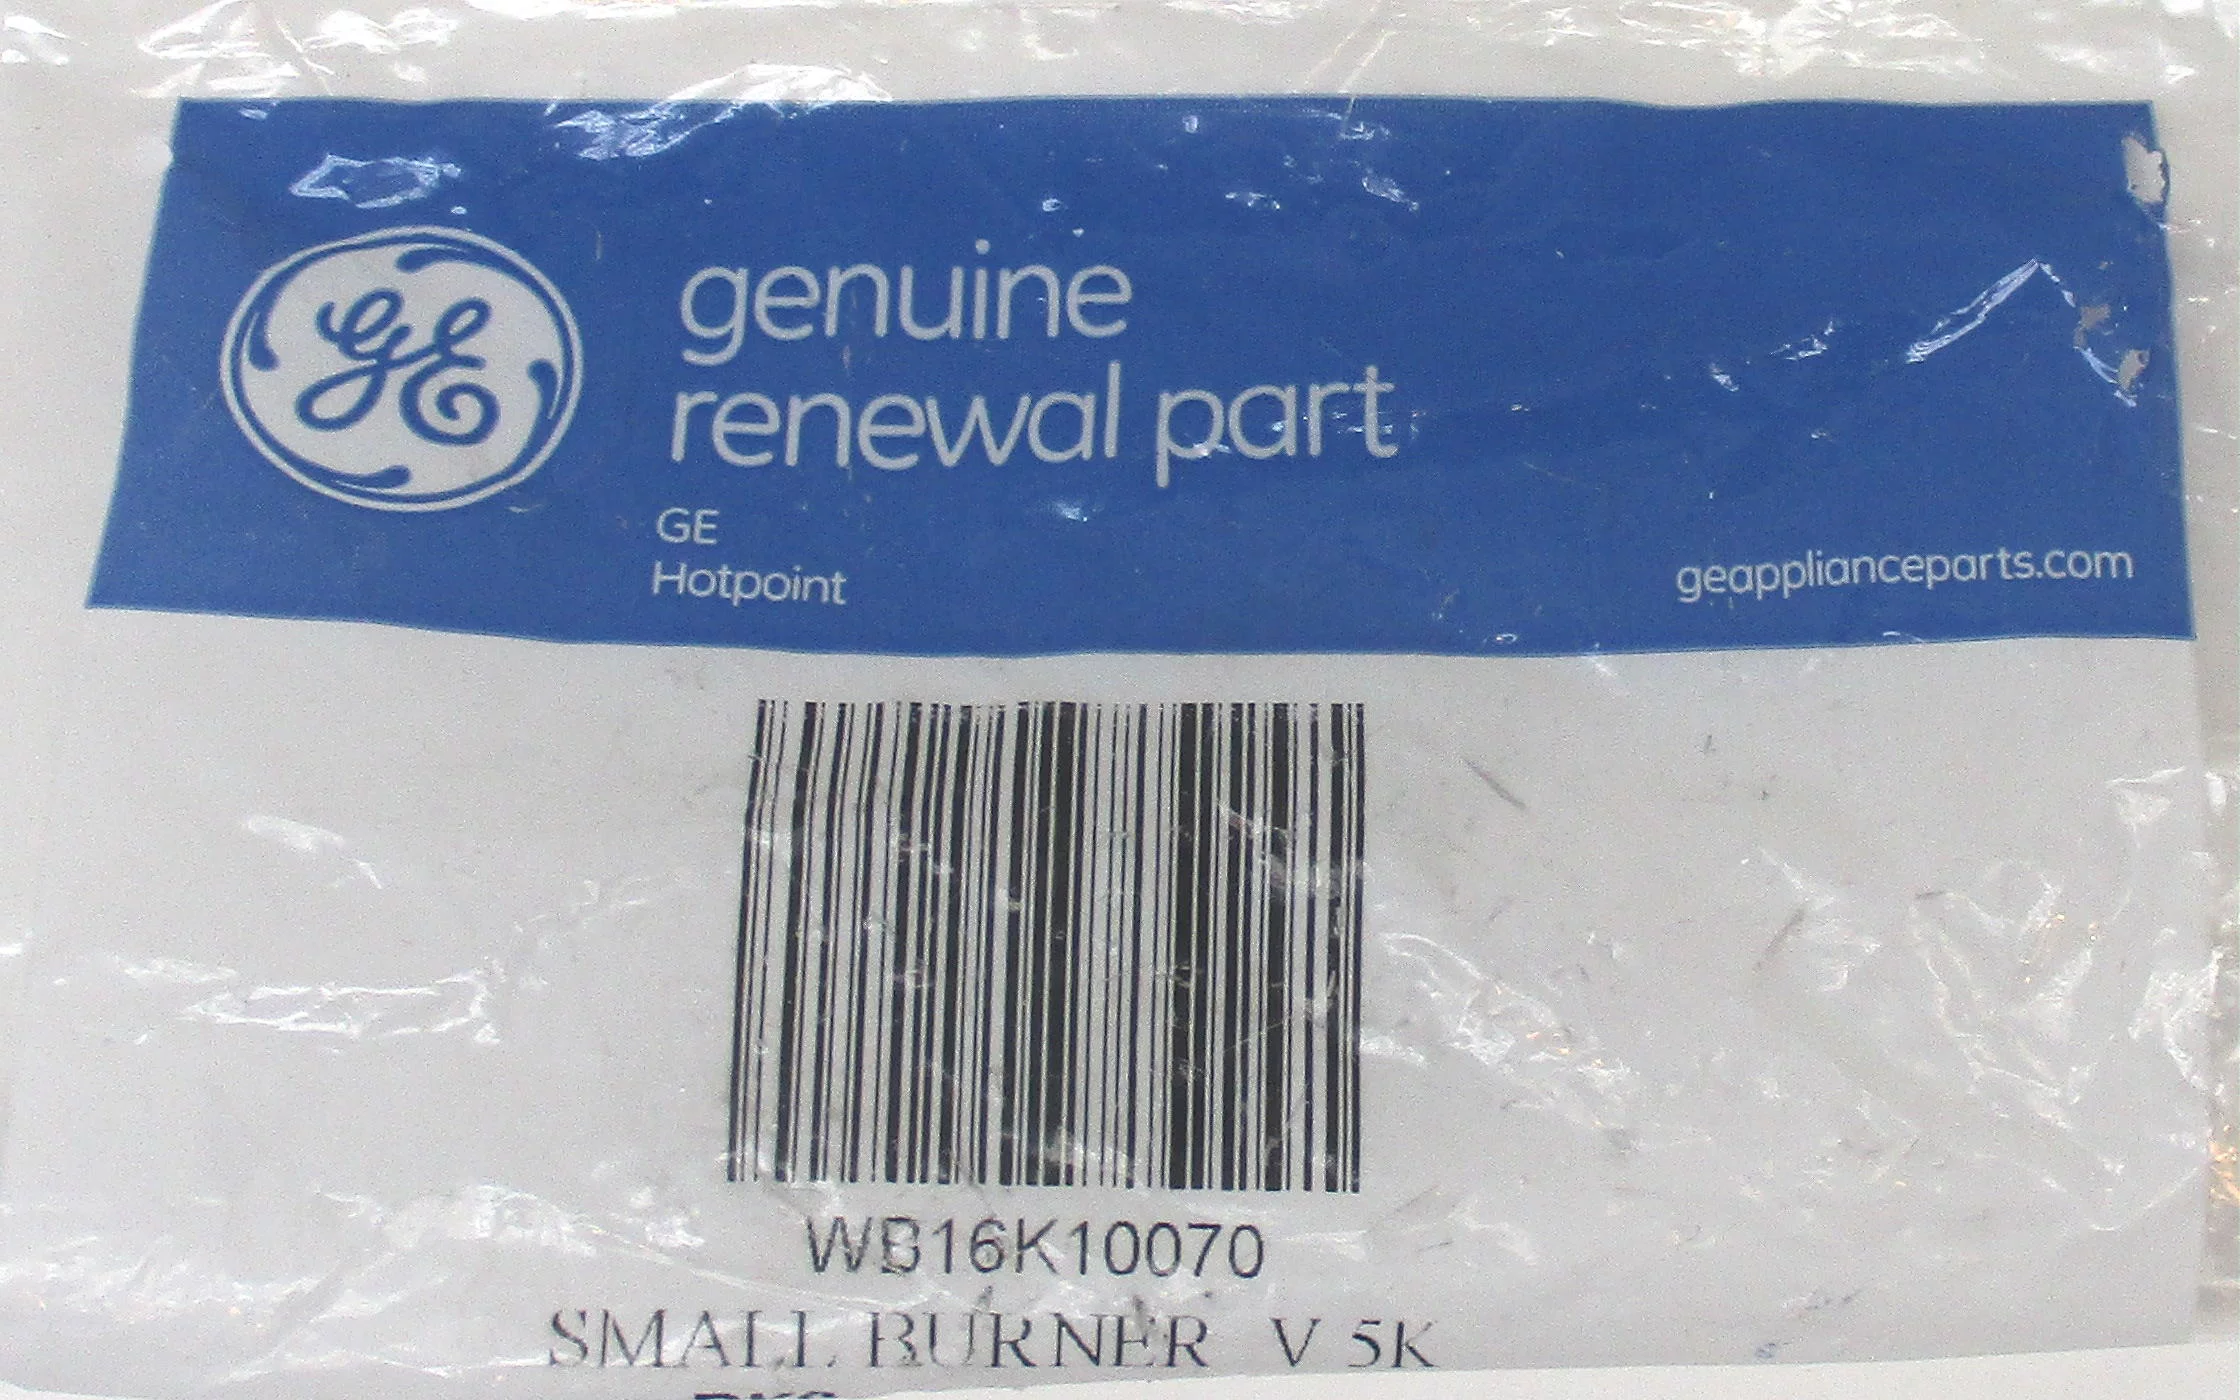 GE
genuine
renewal part
GE
Hotpoint
geapplianceparts.com
WB16K10070
SMALL BURNER V 5K